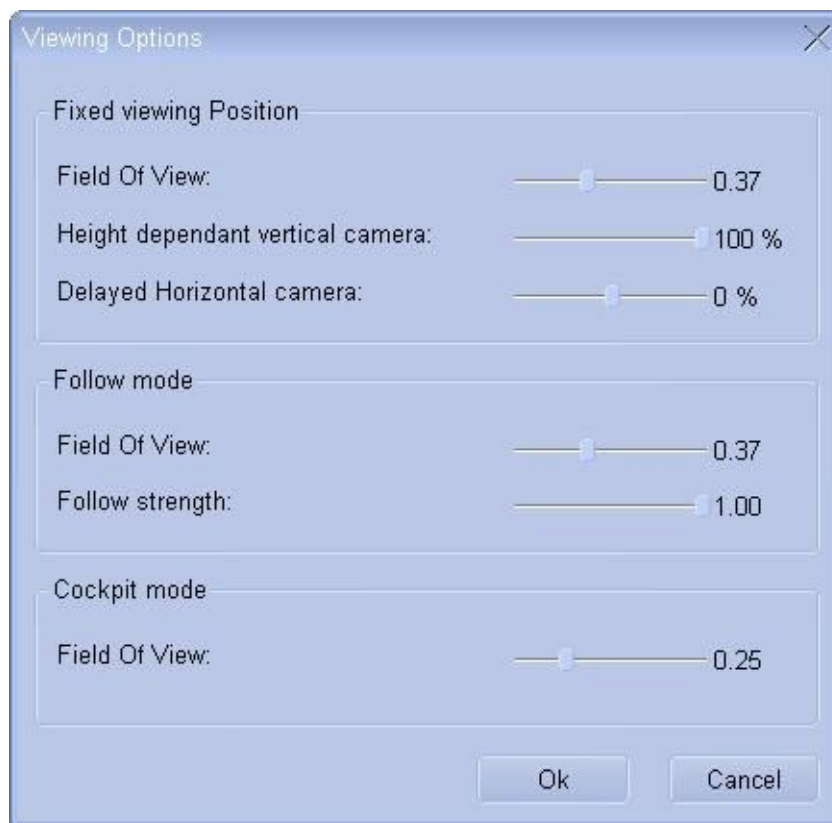 Viewing Options
Fixed viewing Position
Field Of View: 0.37
Height dependant vertical camera: 100 %
Delayed Horizontal camera: 0 %
Follow mode
Field Of View: 0.37
Follow strength: 1.00
Cockpit mode
Field Of View: 0.25
Ok Cancel